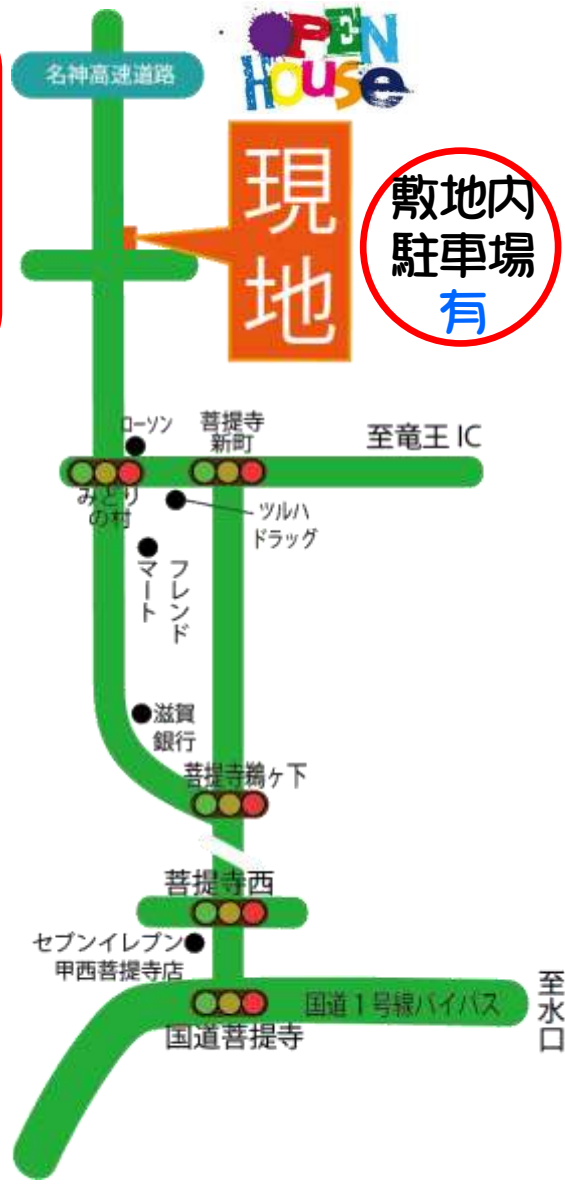 OPEN
HOUSe
名神高速道路
現地
敷地内
駐車場
有
ローソン
菩提寺
新町
至竜王 IC
みどり
の村
ツルハ
ドラッグ
フレンド
マート
滋賀
銀行
菩提寺鵜ヶ下
菩提寺西
セブンイレブン
甲西菩提寺店
国道1号線バイパス
至水口
国道菩提寺